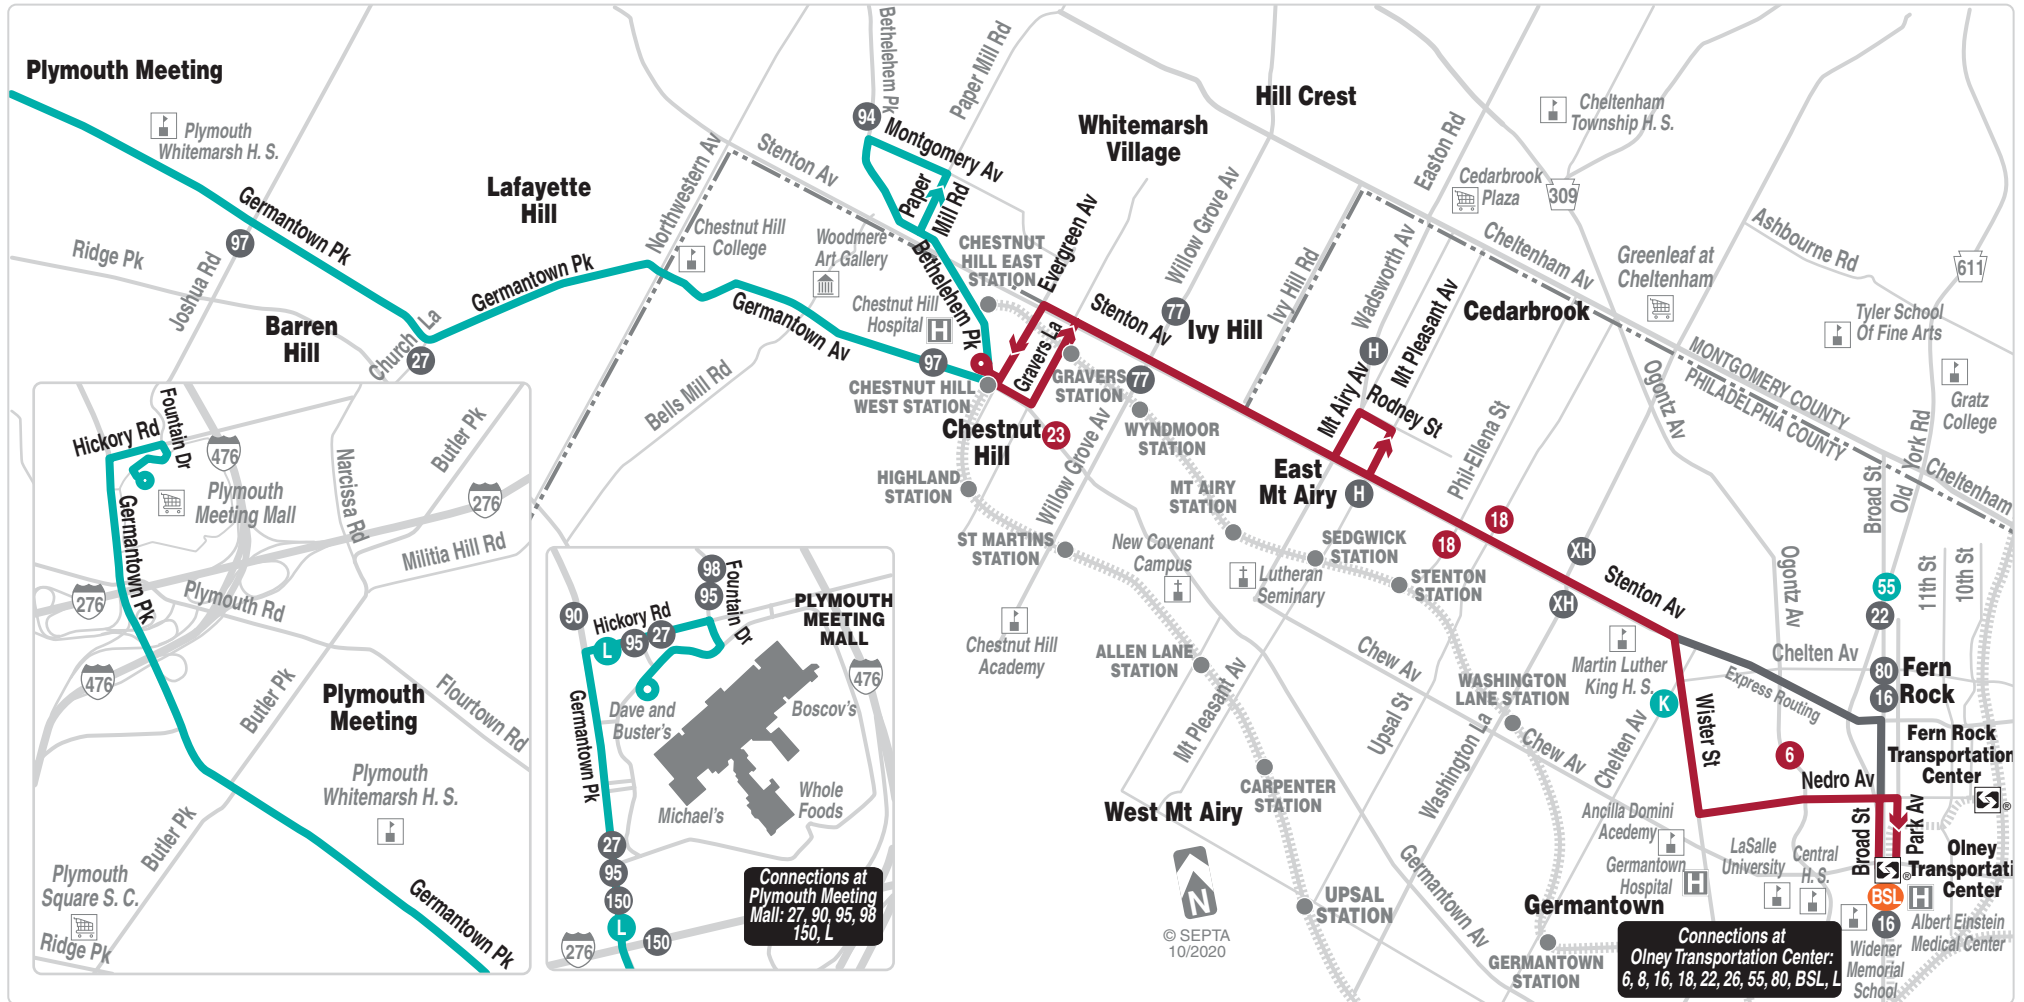 Plymouth Meeting
Plymouth
Whitemarsh H. S.
Germantown Pk
97
Ridge Pk
Joshua Rd
Barren
Hill
Church La
27
Lafayette
Hill
Germantown Pk
Northwestern Av
Chestnut Hill
College
Stenton Av
Woodmere
Art Gallery
Chestnut Hill
Hospital
H
Germantown Av
97
Bells Mill Rd
Bethelehem Pk
94
Montgomery Av
Paper Mill Rd
Paper
Mill Rd
Bethelehem Pk
CHESTNUT
HILL EAST
STATION
Evergreen Av
Whitemarsh
Village
Hill Crest
Willow Grove Av
77
Ivy Hill
Ivy Hill Rd
Stenton Av
Gravers La
GRAVERS
STATION
77
CHESTNUT HILL
WEST STATION
Chestnut
Hill
23
Willow Grove Av
WYNDMOOR
STATION
HIGHLAND
STATION
ST MARTINS
STATION
MT AIRY
STATION
New Covenant
Campus
Lutheran
Seminary
SEDGWICK
STATION
STENTON
STATION
Chestnut Hill
Academy
ALLEN LANE
STATION
Mt Pleasant Av
West Mt Airy
CARPENTER
STATION
UPSAL
STATION
Chew Av
Upsal St
WASHINGTON
LANE STATION
Washington La
Chew Av
Germantown Av
GERMANTOWN
STATION
Germantown
Easton Rd
Cheltenham
Township H. S.
Cedarbrook
Plaza
309
Cheltenham Av
Wadsworth Av
H
Mt Airy Av
Mt Pleasant Av
Rodney St
Cedarbrook
East
Mt Airy
H
Phil-Ellena St
18
18
XH
XH
Stenton Av
Greenleaf at
Cheltenham
Ashbourne Rd
611
Tyler School
Of Fine Arts
Gratz
College
MONTGOMERY COUNTY
PHILADELPHIA COUNTY
Ogontz Av
Old York Rd
Broad St
Cheltenham
55
22
11th St
10th St
Ogontz Av
Chelten Av
80
16
Fern
Rock
Express Routing
Martin Luther
King H. S.
K
Chelten Av
Wister St
6
Nedro Av
Fern Rock
Transportation
Center
®
Broad St
Park Av
Olney
Transportati
Center
®
Ancilla Domini
Acedemy
Germantown
Hospital
H
LaSalle
University
Central
H. S.
BSL
H
16
Albert Einstein
Medical Center
Widener
Memorial
School
Connections at
Olney Transportation Center:
6, 8, 16, 18, 22, 26, 55, 80, BSL, L
N
© SEPTA
10/2020
Hickory Rd
Fountain Dr
476
Plymouth
Meeting Mall
Germantown PVK
Narcissa Rd
Butler Pk
276
Militia Hill Rd
276
Plymouth Rd
476
Butler Pk
Plymouth
Meeting
Flourtown Rd
Plymouth
Whitemarsh H. S.
Butler Pk
Plymouth
Square S. C.
Ridge Pk
Germantown Pk
98
95
Fountain Dr
90
Hickory Rd
L
95
27
PLYMOUTH
MEETING
MALL
476
Germantown Pk
Dave and
Buster's
Boscov's
Michael's
Whole
Foods
27
95
150
L
150
276
Connections at
Plymouth Meeting
Mall: 27, 90, 95, 98
150, L